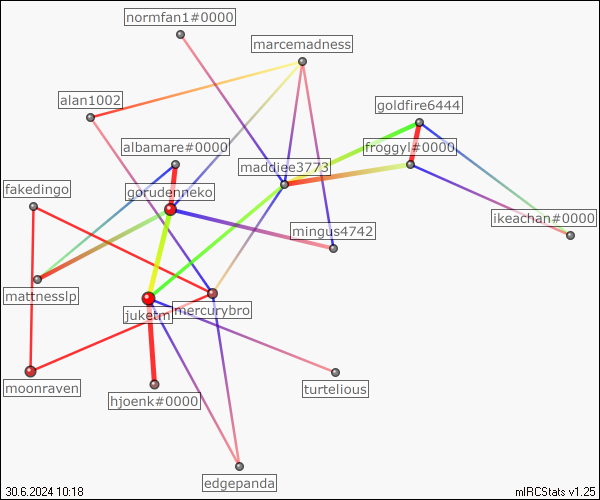 normfan1#0000
marcemadness
alan1002
goldfire6444
albamare#0000
froggyl#0000
maddiee3773
fakedingo
gorudenneko
ikeachan#0000
mingus4742
mattnesslp
juketm
mercurybro
moonraven
turtelious
hjoenk#0000
edgepanda
30.6.2024 10:18
mIRCStats v1.25